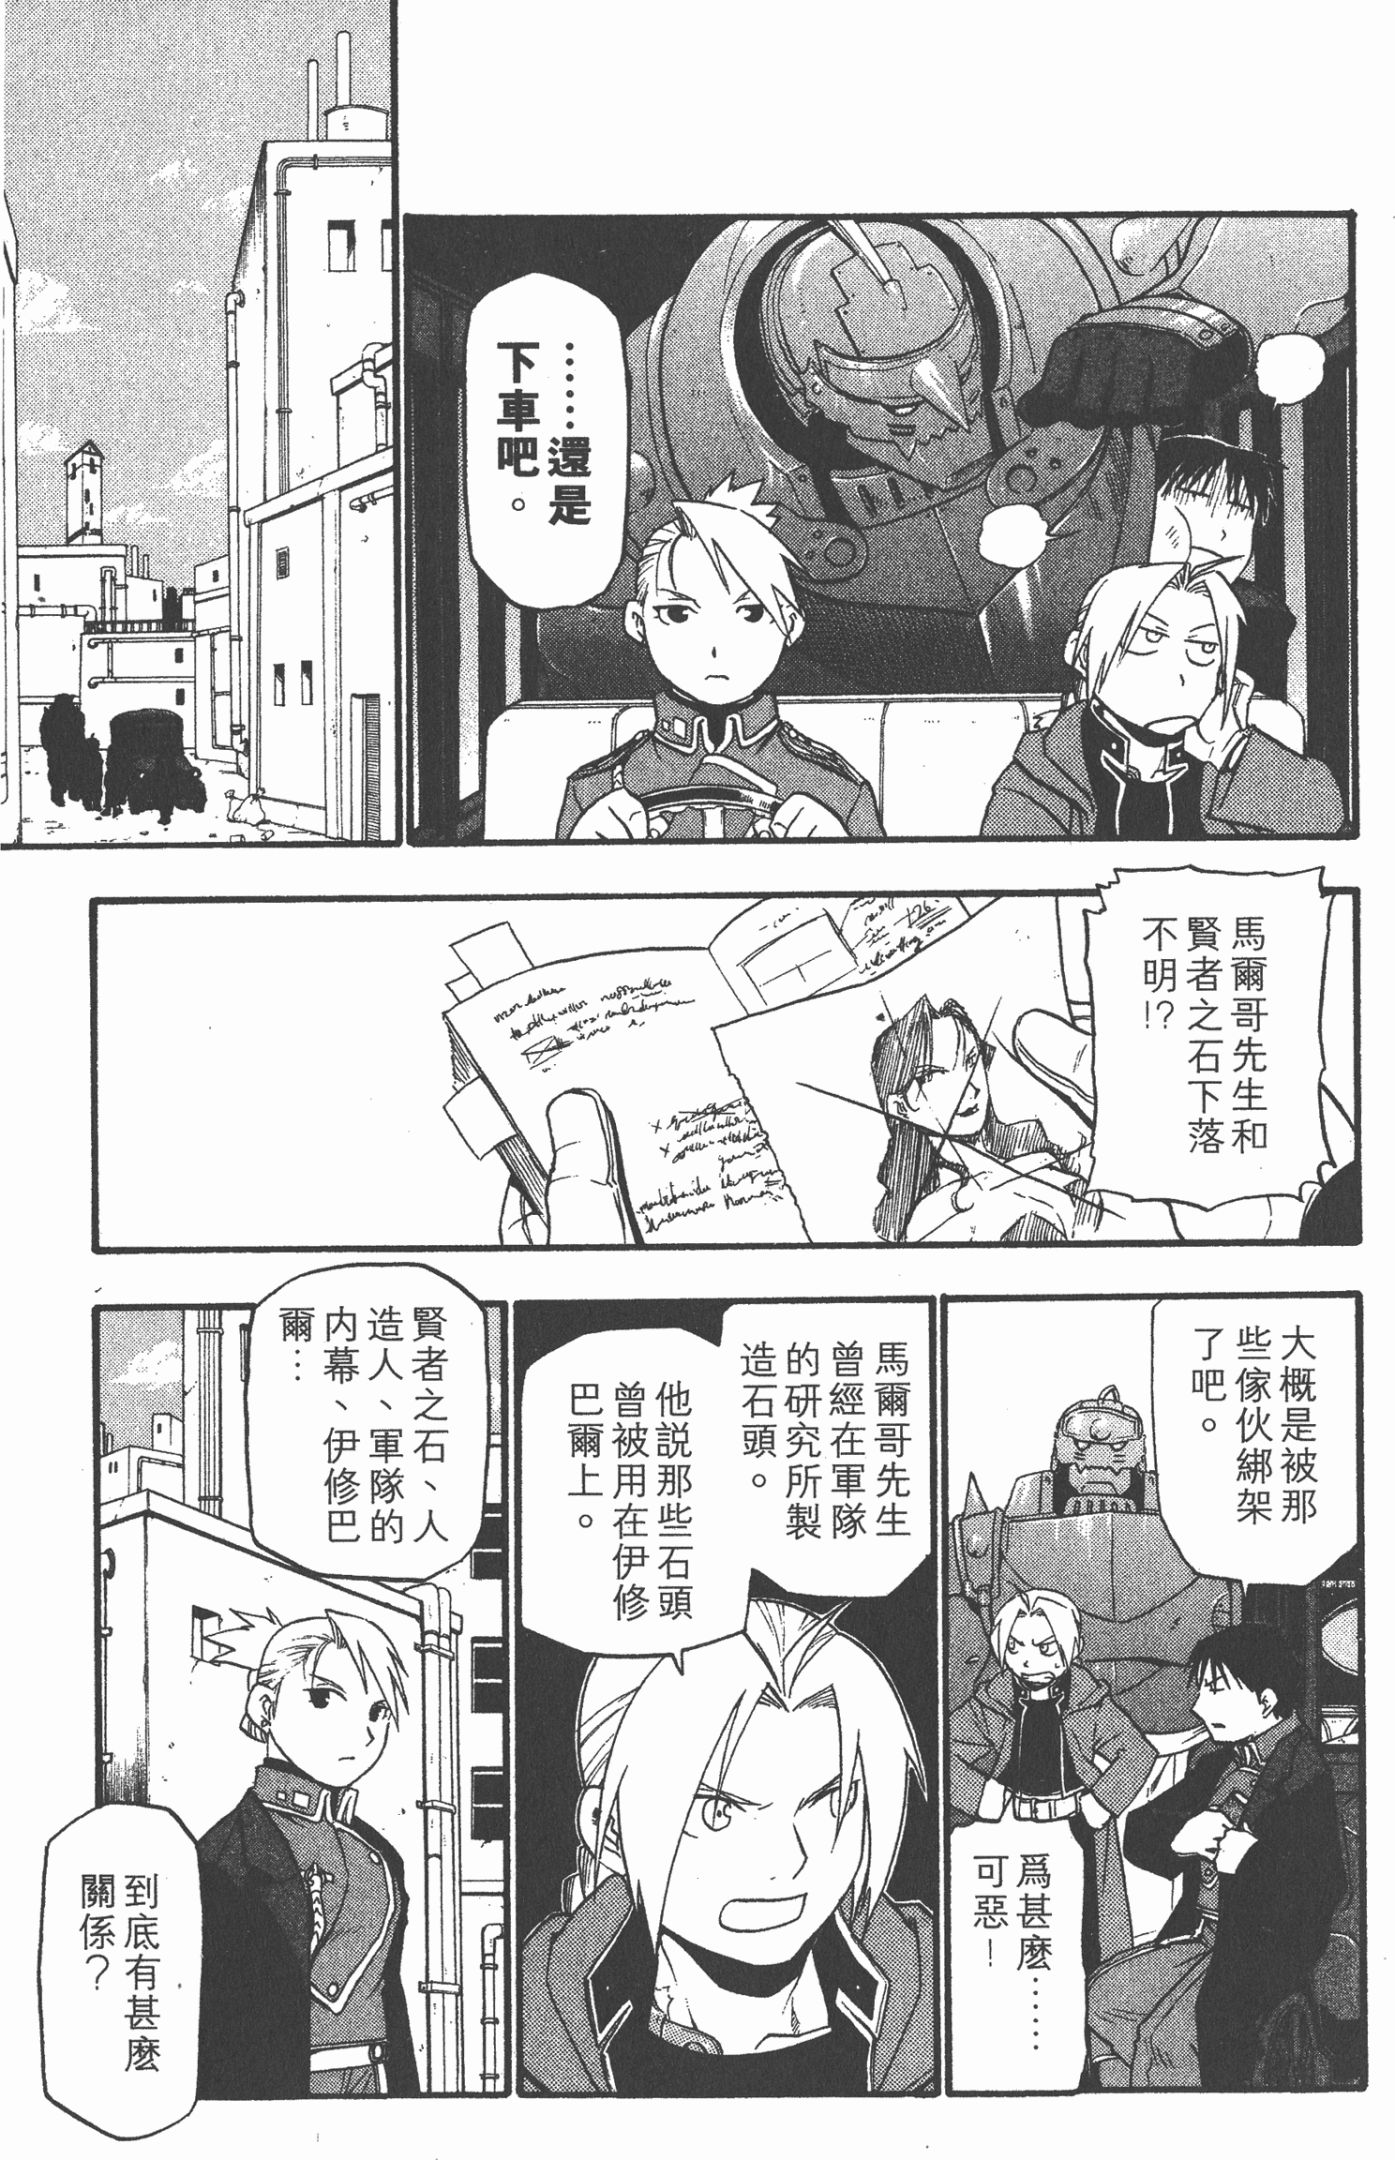 ……還是
下車吧。
馬爾哥先生和
賢者之石下落
不明!?
大概是被那
些傢伙綁架
了吧。
爲甚麼……
可惡!
馬爾哥先生
曾經在軍隊
的研究所製
造石頭。
他說那些石頭
曾被用在伊修
巴爾上。
賢者之石、人
造人、軍隊的
內幕、伊修巴
爾…
到底有甚麼
關係?